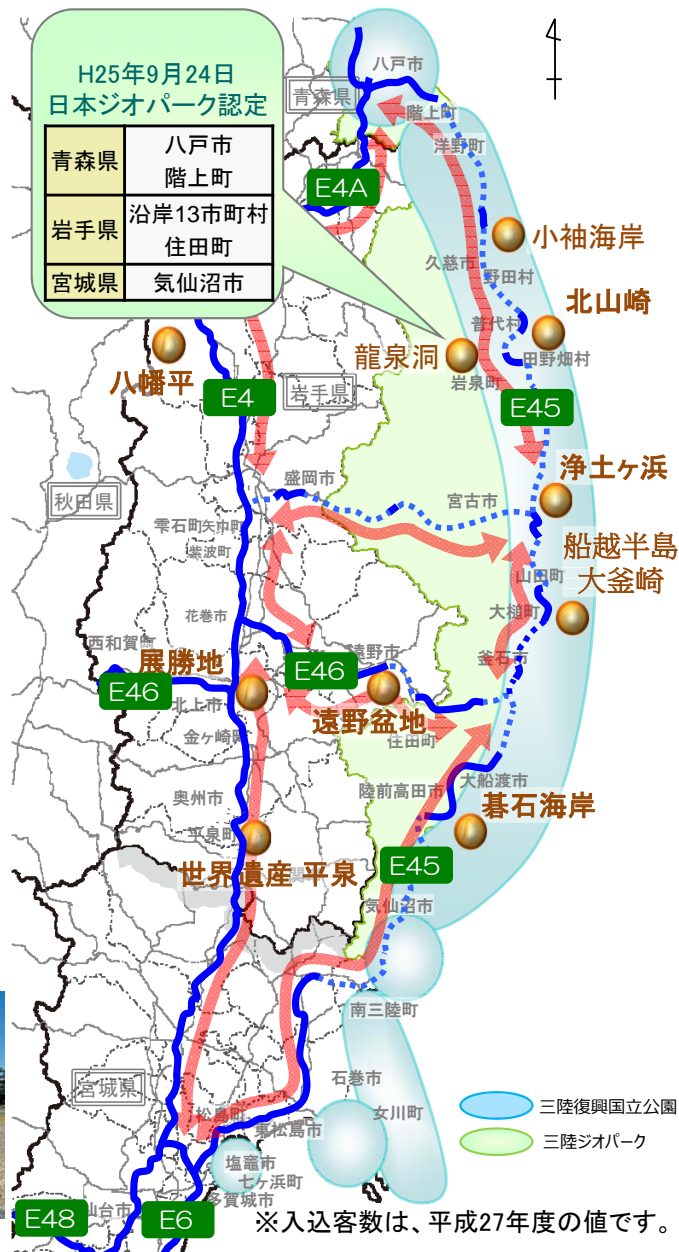 H25年9月24日
日本ジオパーク認定
青森県
八戸市
階上町
岩手県
沿岸13市町村
住田町
宮城県
気仙沼市
八戸市
青森県
階上町
洋野町
E4A
小袖海岸
久慈市
野田村
北山崎
普代村
龍泉洞
田野畑村
岩泉町
八幡平
E4
岩手県
E45
浄土ヶ浜
盛岡市
宮古市
秋田県
雫石町
矢巾町
紫波町
船越半島
大釜崎
山田町
大槌町
花巻市
西和賀町
遠野市
釜石市
展勝地
E46
E46
北上市
遠野盆地
金ヶ崎町
住田町
大船渡市
陸前高田市
奥州市
碁石海岸
平泉町
E45
世界遺産 平泉
気仙沼市
南三陸町
宮城県
石巻市
女川町
松島町
東松島市
三陸復興国立公園
三陸ジオパーク
塩竈市
七ヶ浜町
多賀城市
仙台市
E48
E6
※入込客数は、平成27年度の値です。